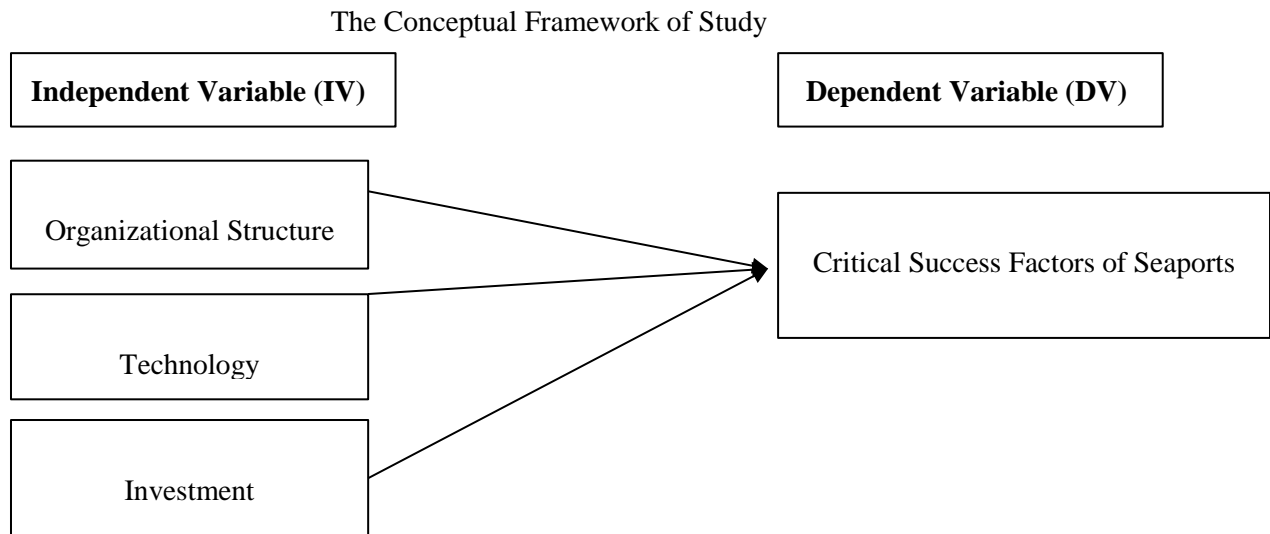 The Conceptual Framework of Study
Independent Variable (IV)
Dependent Variable (DV)
Organizational Structure
Critical Success Factors of Seaports
Technology
Investment